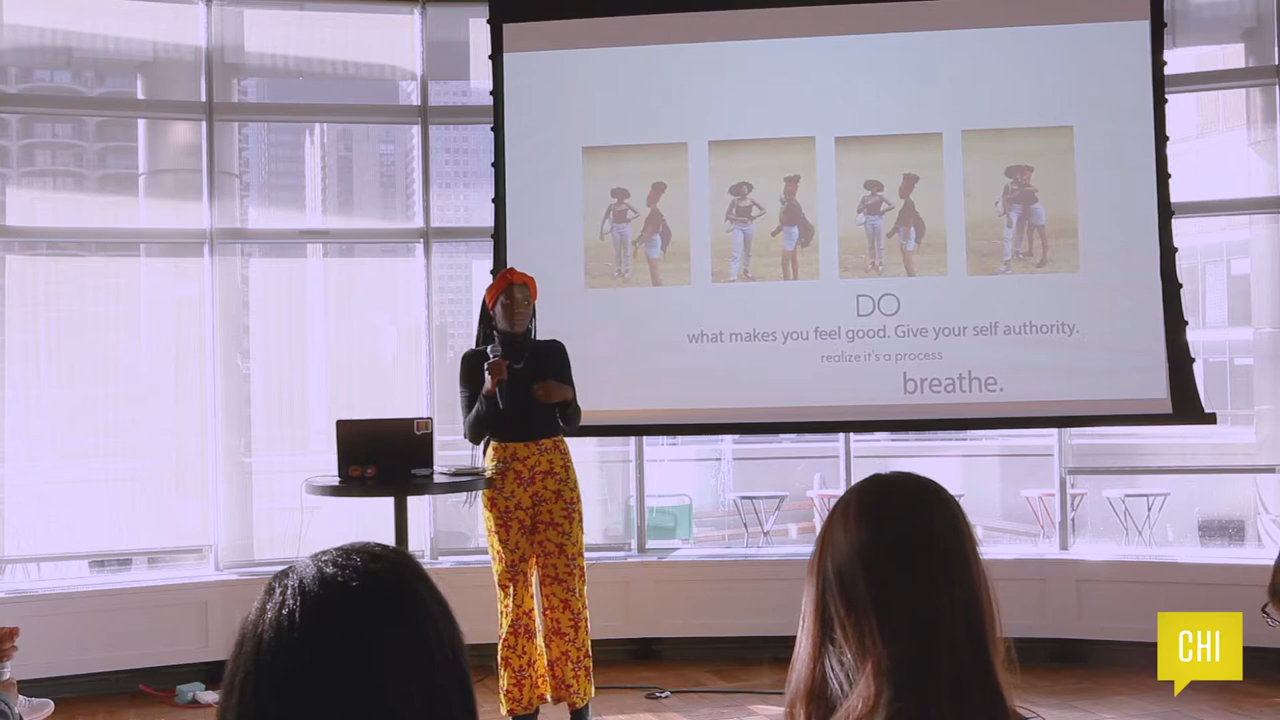 DO
what makes you feel good. Give your self authority.
realize it's a process
breathe.
CHI